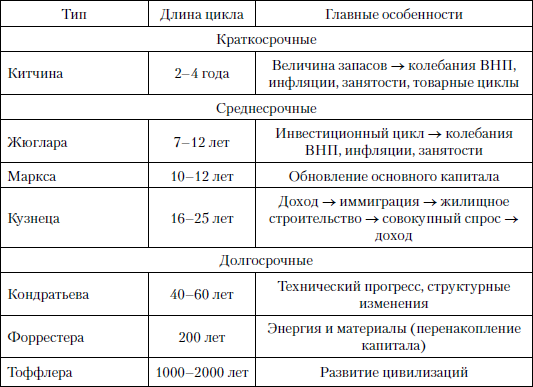 Тип Длина цикла Главные особенности
Краткосрочные
Китчина 2–4 года Величина запасов → колебания ВНП,
инфляции, занятости, товарные циклы
Среднесрочные
Жюглара 7–12 лет Инвестиционный цикл → колебания
ВНП, инфляции, занятости
Маркса 10–12 лет Обновление основного капитала
Кузнеца 16–25 лет Доход → иммиграция → жилищное
строительство → совокупный спрос →
доход
Долгосрочные
Кондратьева 40–60 лет Технический прогресс, структурные
изменения
Форрестера 200 лет Энергия и материалы (перенакопление
капитала)
Тоффлера 1000–2000 лет Развитие цивилизаций